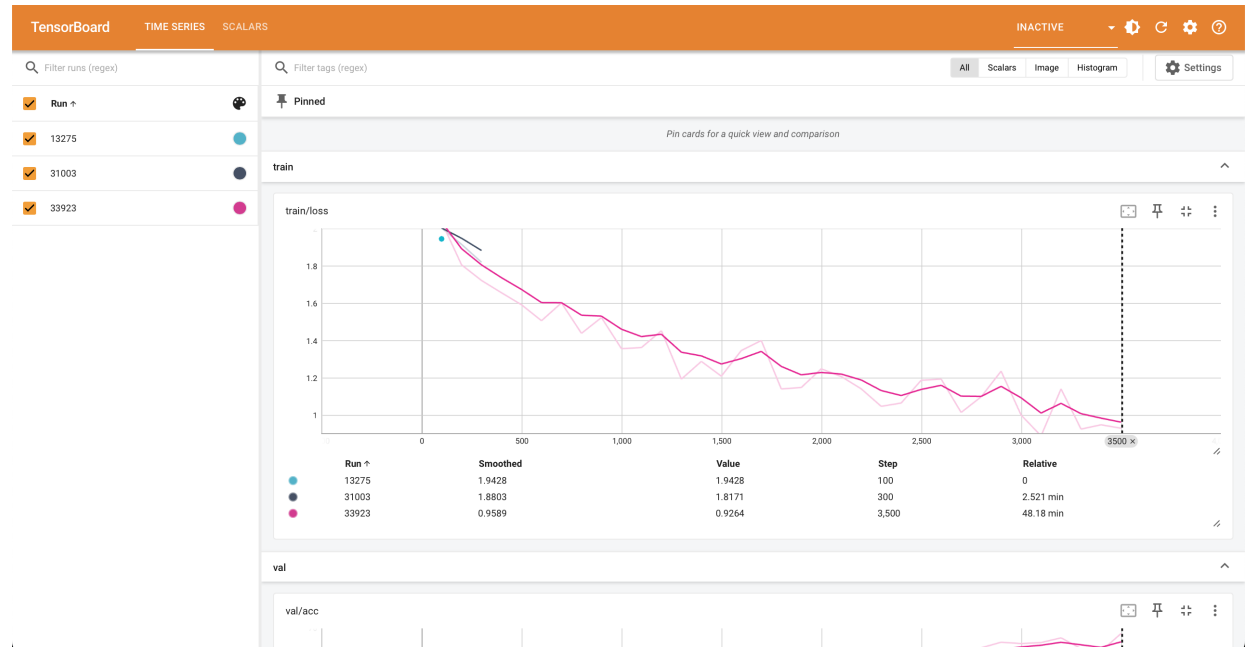 TensorBoard TIME SERIES SCALARS INACTIVE
Filter runs (regex)
Filter tags (regex) All Scalars Image Histogram Settings
Run ↑
Pinned
13275
Pin cards for a quick view and comparison
31003
train
33923
train/loss
1.8
1.6
1.4
1.2
1
0 500 1,000 1,500 2,000 2,500 3,000 3500 ×
Run ↑ Smoothed Value Step Relative
13275 1.9428 1.9428 100 0
31003 1.8803 1.8171 300 2.521 min
33923 0.9589 0.9264 3,500 48.18 min
val
val/acc